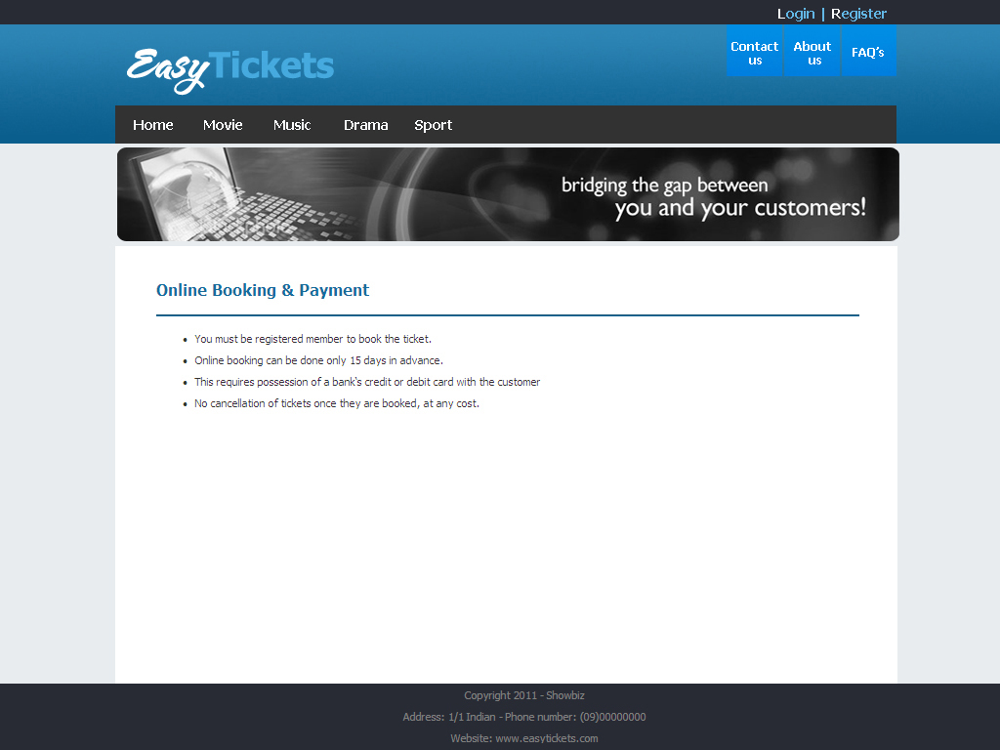 Login | Register
EasyTickets
Contact us
About us
FAQ's
Home Movie Music Drama Sport
bridging the gap between
you and your customers!
Online Booking & Payment
• You must be registered member to book the ticket.
• Online booking can be done only 15 days in advance.
• This requires possession of a bank's credit or debit card with the customer
• No cancellation of tickets once they are booked, at any cost.
Copyright 2011 - Showbiz
Address: 1/1 Indian - Phone number: (09)00000000
Website: www.easytickets.com